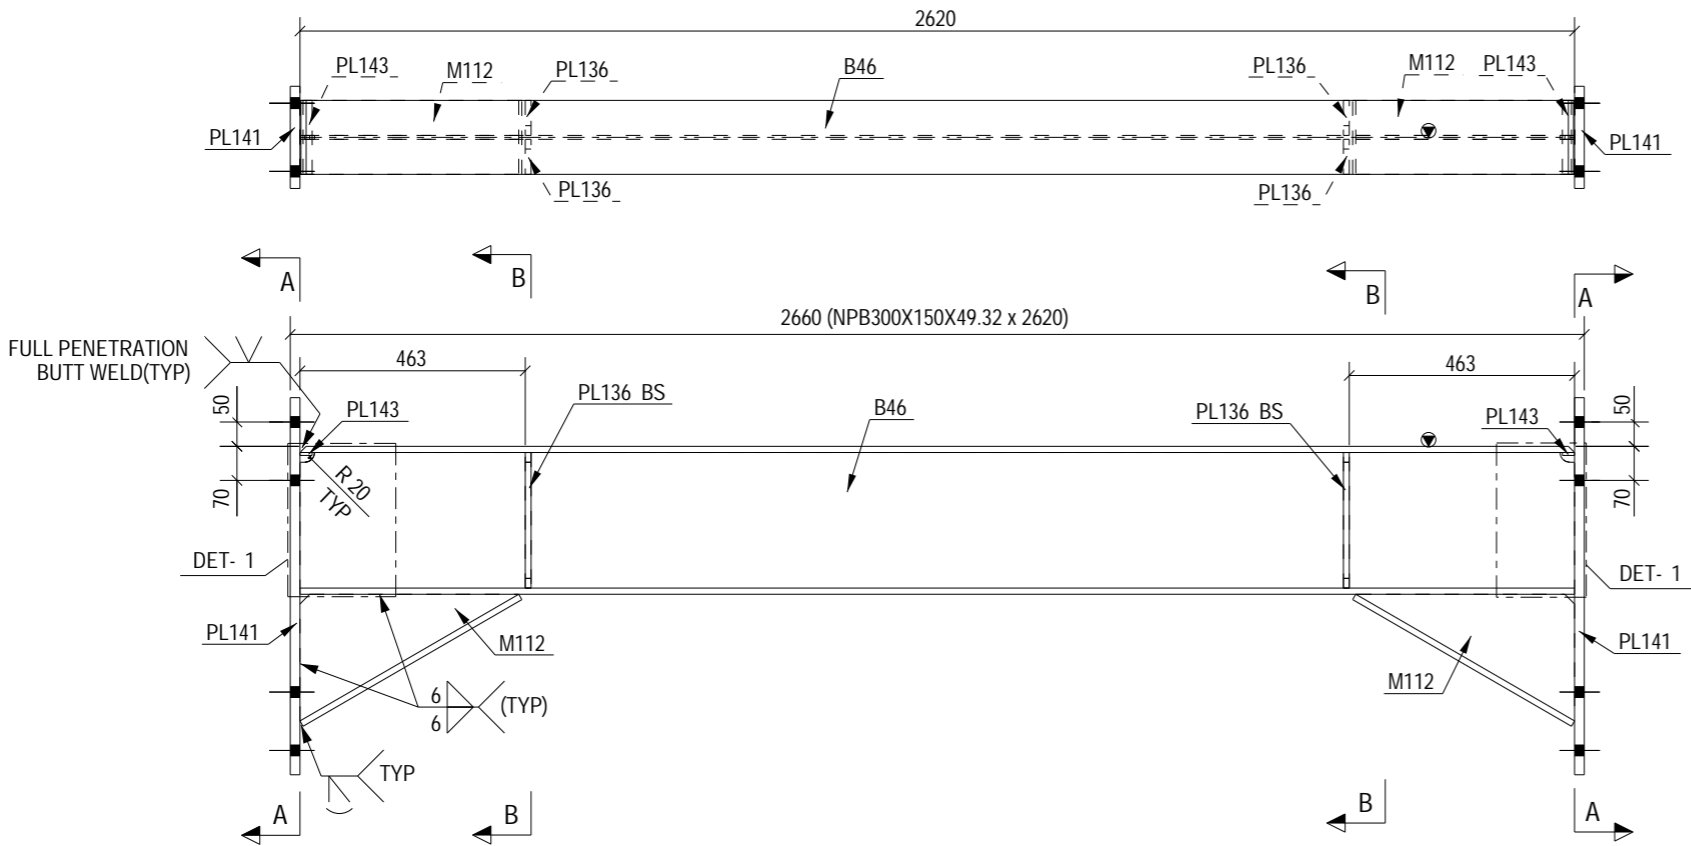 2620
PL143
M112
PL136
B46
PL136
M112
PL143
PL141
PL141
PL136
PL136
A
B
B
A
2660 (NPB300X150X49.32 x 2620)
FULL PENETRATION
BUTT WELD(TYP)
463
463
50
PL143
PL136 BS
B46
PL136 BS
PL143
50
R 20
TYP
70
70
DET- 1
DET- 1
PL141
M112
PL141
M112
6
6
(TYP)
TYP
A
B
B
A